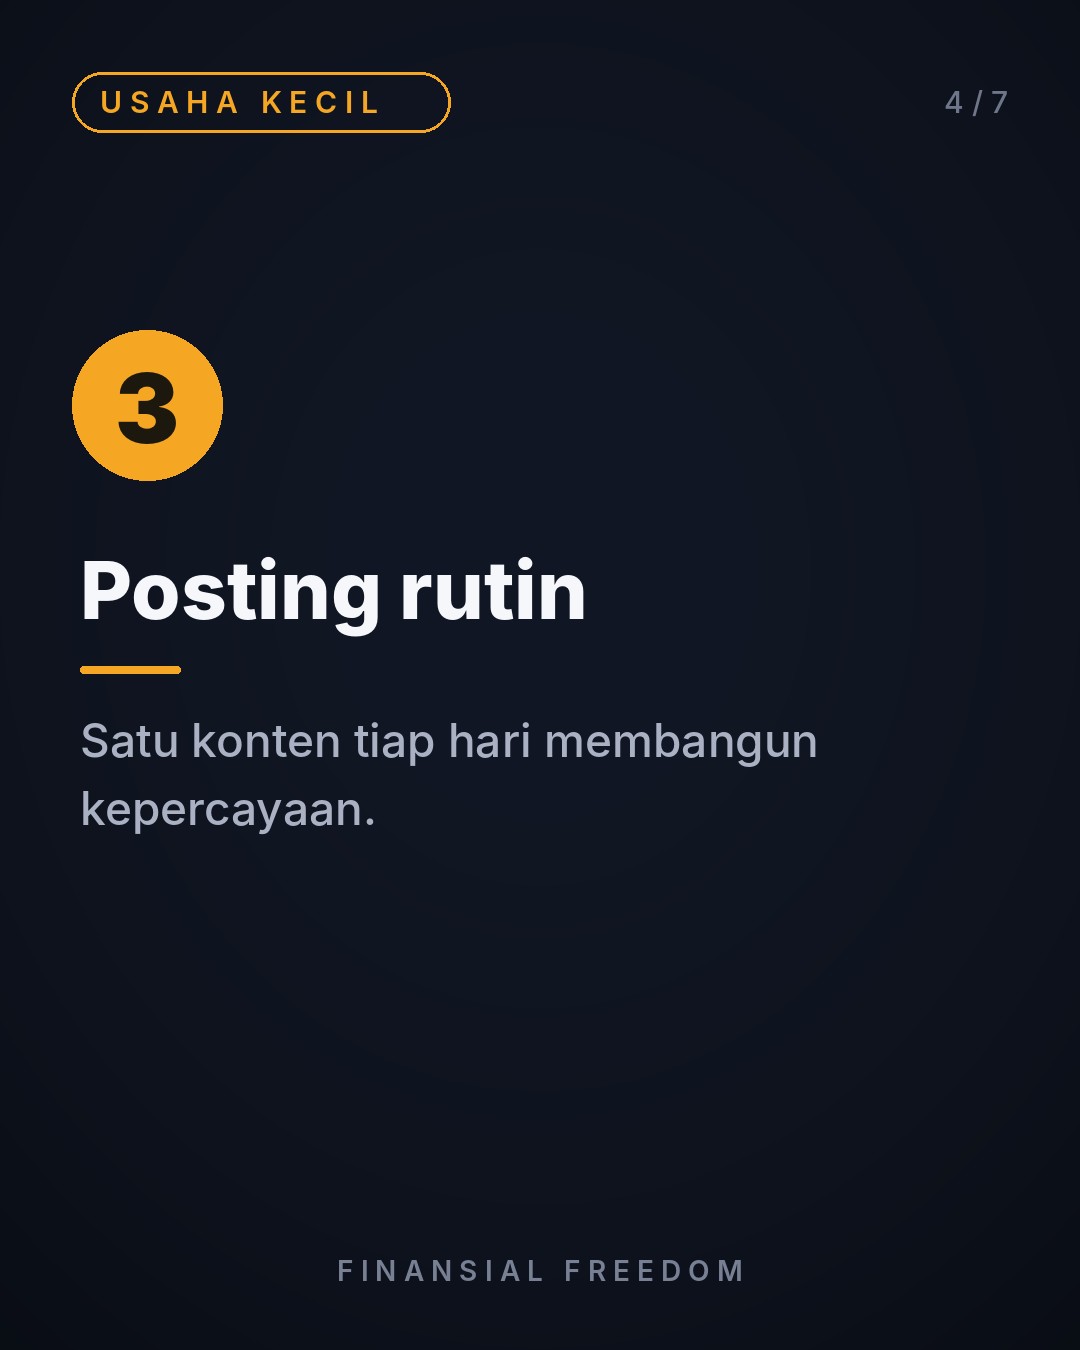 USAHA KECIL
4 / 7
3
Posting rutin
Satu konten tiap hari membangun
kepercayaan.
FINANSIAL FREEDOM